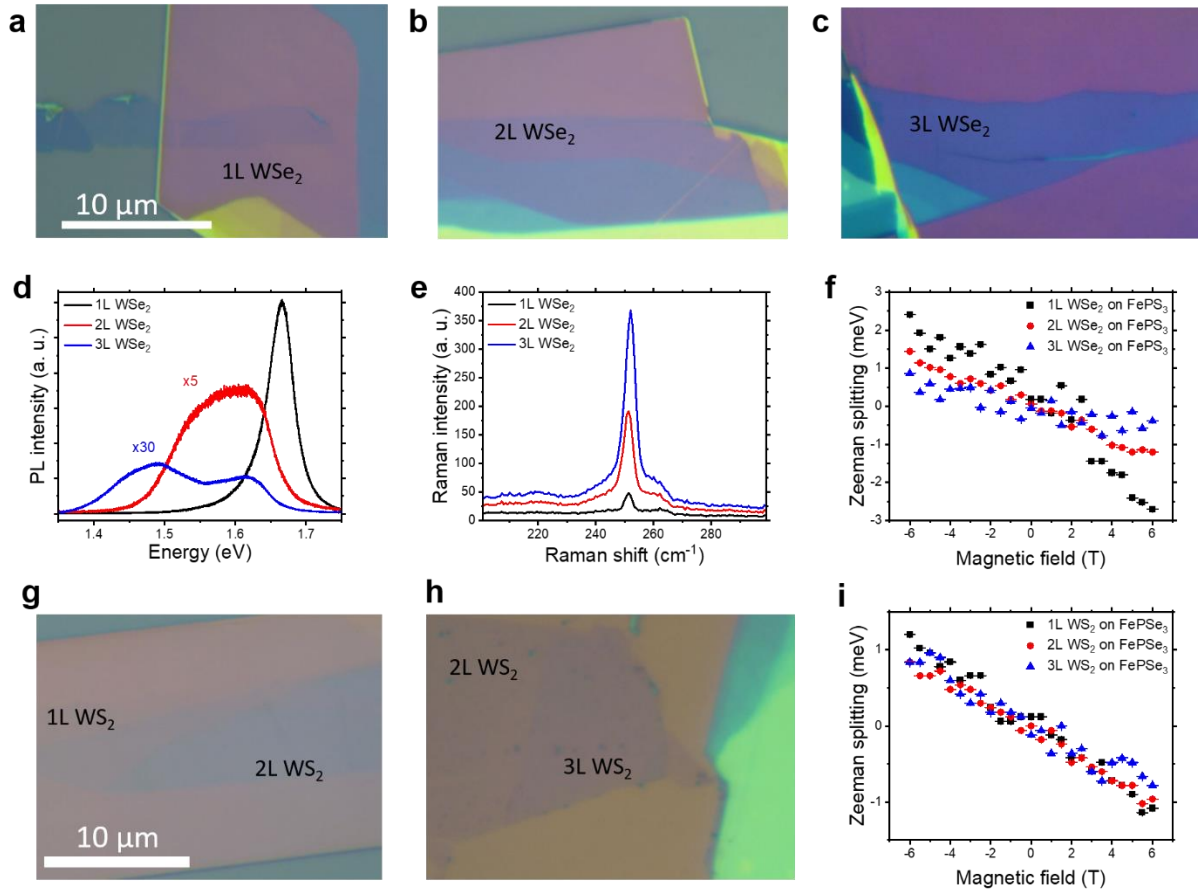 a
1L WSe2
10 μm
b
2L WSe2
c
3L WSe2
d
1L WSe2
2L WSe2
3L WSe2
x5
x30
PL intensity (a. u.)
1.4 1.5 1.6 1.7
Energy (eV)
e
400
350
300
250
200
150
100
50
0
1L WSe2
2L WSe2
3L WSe2
Raman intensity (a. u.)
220 240 260 280
Raman shift (cm-1)
f
3
2
1
0
-1
-2
-3
1L WSe2 on FePS3
2L WSe2 on FePS3
3L WSe2 on FePS3
Zeeman splitting (meV)
-6 -4 -2 0 2 4 6
Magnetic field (T)
g
1L WS2
2L WS2
10 μm
h
2L WS2
3L WS2
i
1
0
-1
1L WS2 on FePSe3
2L WS2 on FePSe3
3L WS2 on FePSe3
Zeeman splitting (meV)
-6 -4 -2 0 2 4 6
Magnetic field (T)